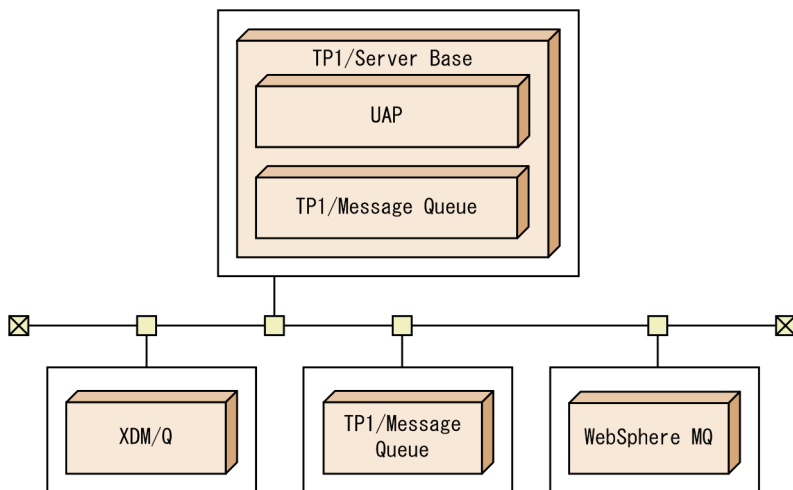 TP1/Server Base
UAP
TP1/Message Queue
XDM/Q
TP1/Message
Queue
WebSphere MQ